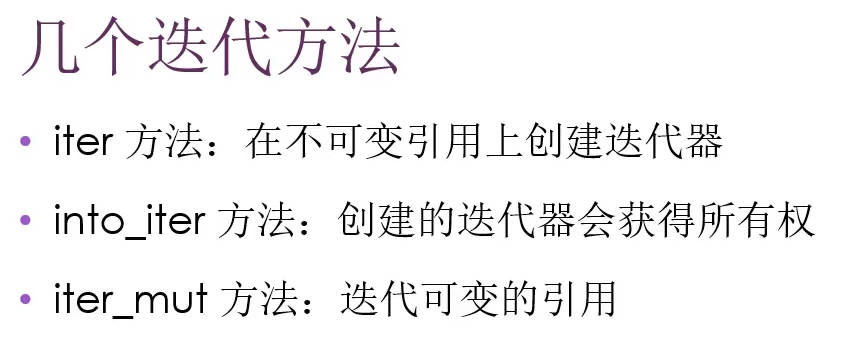 几个迭代方法
• iter 方法：在不可变引用上创建迭代器
• into_iter 方法：创建的迭代器会获得所有权
• iter_mut 方法：迭代可变的引用